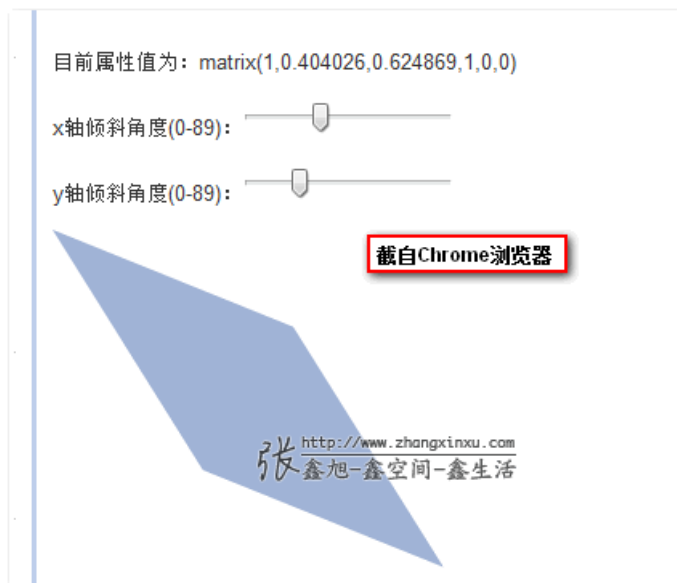 目前属性值为：matrix(1,0.404026,0.624869,1,0,0)
x轴倾斜角度(0-89)：
y轴倾斜角度(0-89)：
截自Chrome浏览器
张
http://www.zhangxinxu.com
鑫旭-鑫空间-鑫生活